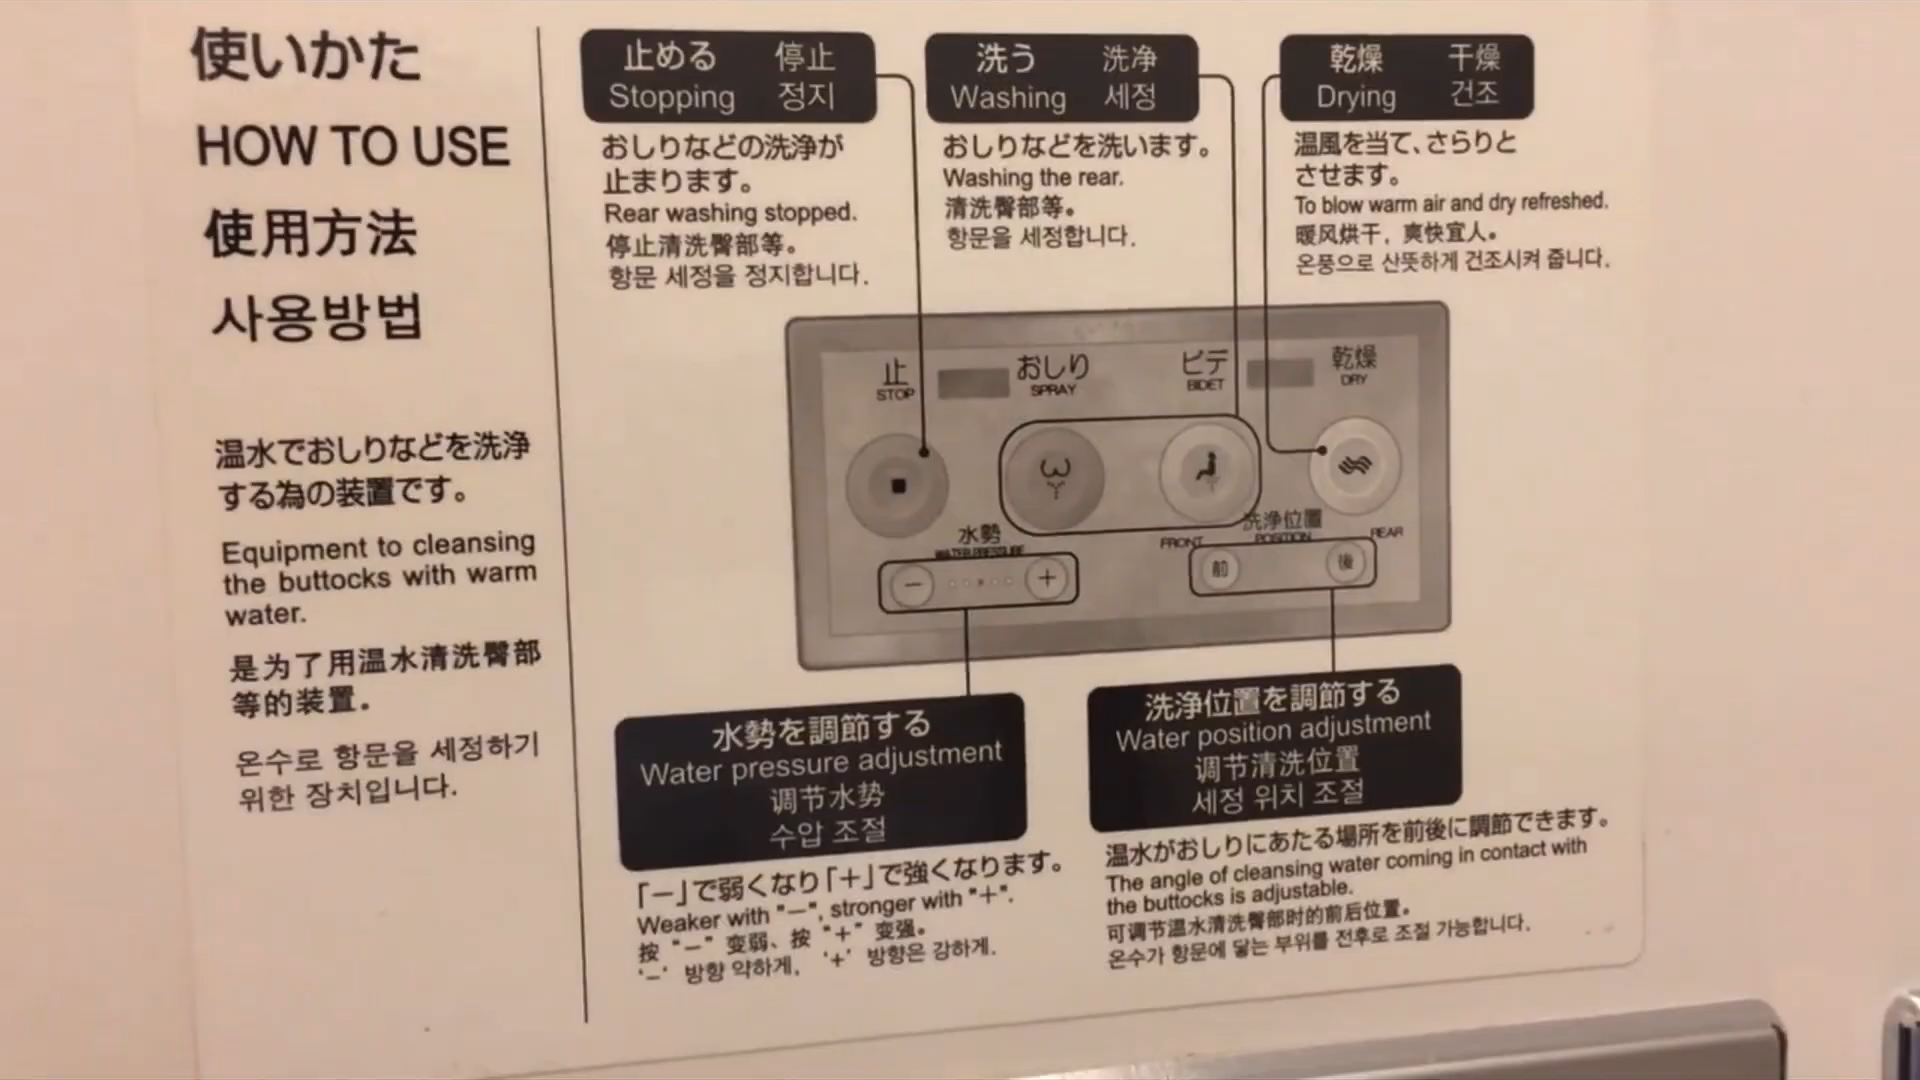 使いかた
HOW TO USE
使用方法
사용방법
温水でおしりなどを洗浄
する為の装置です。
Equipment to cleansing
the buttocks with warm
water.
是为了用温水清洗臀部
等的装置。
온수로 항문을 세정하기
위한 장치입니다.
止める 停止
Stopping 정지
おしりなどの洗浄が
止まります。
Rear washing stopped.
停止清洗臀部等。
항문 세정을 정지합니다.
洗う 洗净
Washing 세정
おしりなどを洗います。
Washing the rear.
清洗臀部等。
항문을 세정합니다.
乾燥 干燥
Drying 건조
温風を当て、さらりと
させます。
To blow warm air and dry refreshed.
暖风烘干，爽快宜人。
온풍으로 산뜻하게 건조시켜 줍니다.
止 おしり ビデ 乾燥
STOP SPRAY BIDET DRY
水勢 洗浄位置
WATER PRESSURE FRONT POSITION REAR
− + 前 後
水勢を調節する
Water pressure adjustment
调节水势
수압 조절
「−」で弱くなり「+」で強くなります。
Weaker with "−", stronger with "+".
按 "−" 变弱、按 "+" 变强。
'−' 방향 약하게, '+' 방향은 강하게.
洗浄位置を調節する
Water position adjustment
调节清洗位置
세정 위치 조절
温水がおしりにあたる場所を前後に調節できます。
The angle of cleansing water coming in contact with
the buttocks is adjustable.
可调节温水清洗臀部时的前后位置。
온수가 항문에 닿는 부위를 전후로 조절 가능합니다.